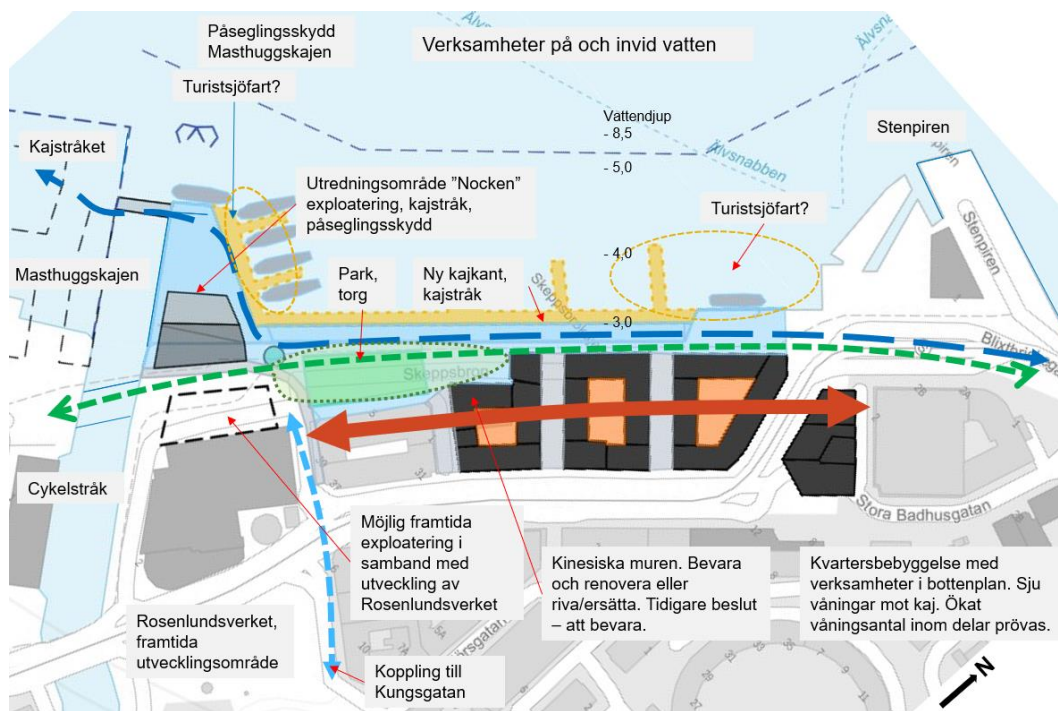 Påseglingsskydd
Masthuggskajen
Verksamheter på och invid vatten
Turistsjöfart?
Vattendjup
- 8,5
- 5,0
- 4,0
- 3,0
Stenpiren
Kajstråket
Älvsnabben
Utredningsområde ”Nocken”
exploatering, kajstråk,
påseglingsskydd
Turistsjöfart?
Stenpiren
Masthuggskajen
Park,
torg
Ny kajkant,
kajstråk
Skeppsbron
Cykelstråk
Stora Badhusgatan
Möjlig framtida
exploatering i
samband med
utveckling av
Rosenlundsverket
Kinesiska muren. Bevara
och renovera eller
riva/ersätta. Tidigare beslut
– att bevara.
Kvartersbebyggelse med
verksamheter i bottenplan. Sju
våningar mot kaj. Ökat
våningsantal inom delar prövas.
Rosenlundsverket,
framtida
utvecklingsområde
Koppling till
Kungsgatan
N